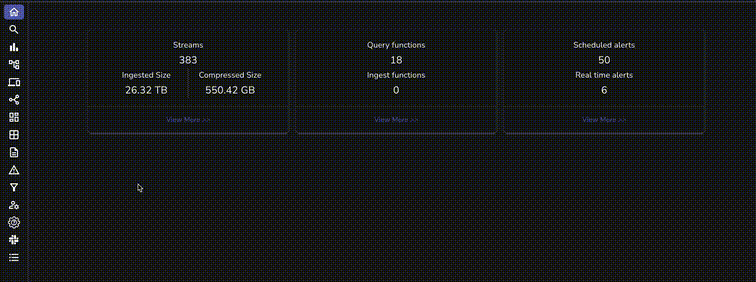 Streams
383
Ingested Size
26.32 TB
Compressed Size
550.42 GB
View More >>
Query functions
18
Ingest functions
0
View More >>
Scheduled alerts
50
Real time alerts
6
View More >>